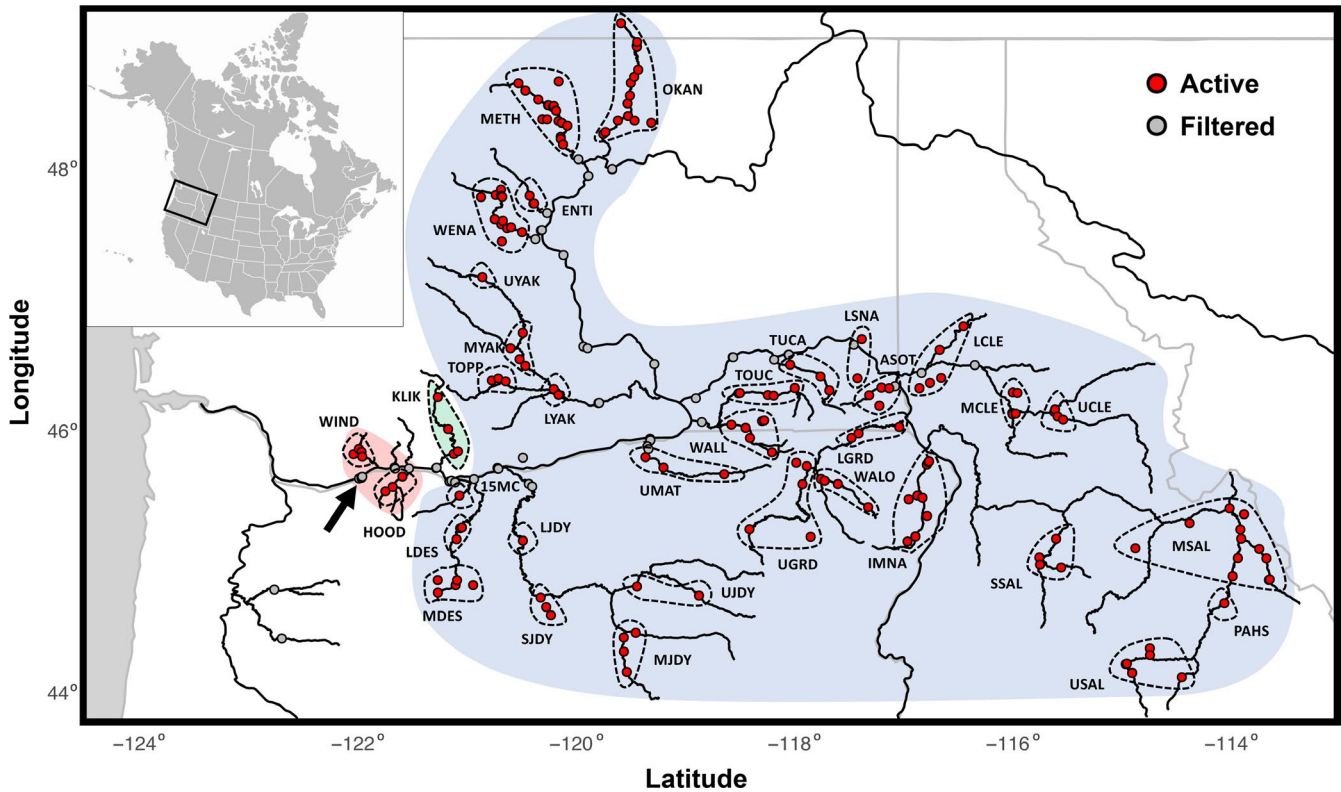 OKAN
Active
METH
Filtered
48°
ENTI
WENA
UYAK
LSNA
TUCA
LCLE
MYAK
ASOT
TOPP
TOUC
KLIK
LYAK
MCLE
UCLE
46°
WIND
WALL
LGRD
WALO
UMAT
15MC
HOOD
LJDY
LDES
MSAL
UGRD
IMNA
SSAL
UJDY
MDES
PAHS
SJDY
MJDY
USAL
44°
−124°
−122°
−120°
−118°
−116°
−114°
Longitude
Latitude